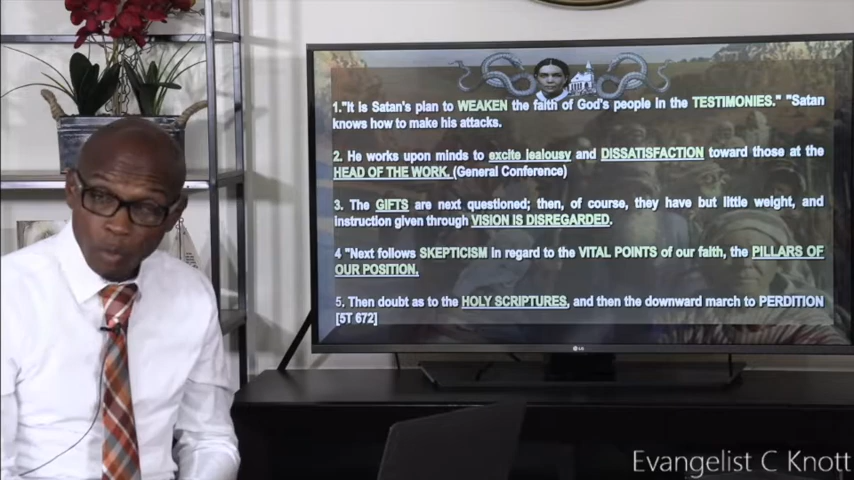 1."It is Satan's plan to WEAKEN the faith of God's people in the TESTIMONIES." "Satan
knows how to make his attacks.
2. He works upon minds to excite jealousy and DISSATISFACTION toward those at the
HEAD OF THE WORK. (General Conference)
3. The GIFTS are next questioned; then, of course, they have but little weight, and
instruction given through VISION IS DISREGARDED.
4 "Next follows SKEPTICISM in regard to the VITAL POINTS of our faith, the PILLARS OF
OUR POSITION.
5. Then doubt as to the HOLY SCRIPTURES, and then the downward march to PERDITION
[5T 672]
LG
Evangelist C Knott